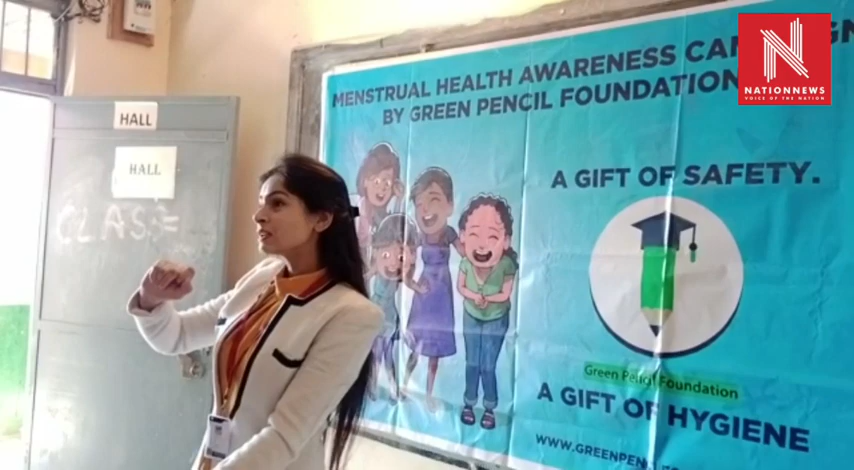 HALL
HALL
CLASS
MENSTRUAL HEALTH AWARENESS
BY GREEN PENCIL FOUNDATION
A GIFT OF SAFETY.
Green Pencil Foundation
A GIFT OF HYGIENE
NATIONNEWS
VOICE OF THE NATION